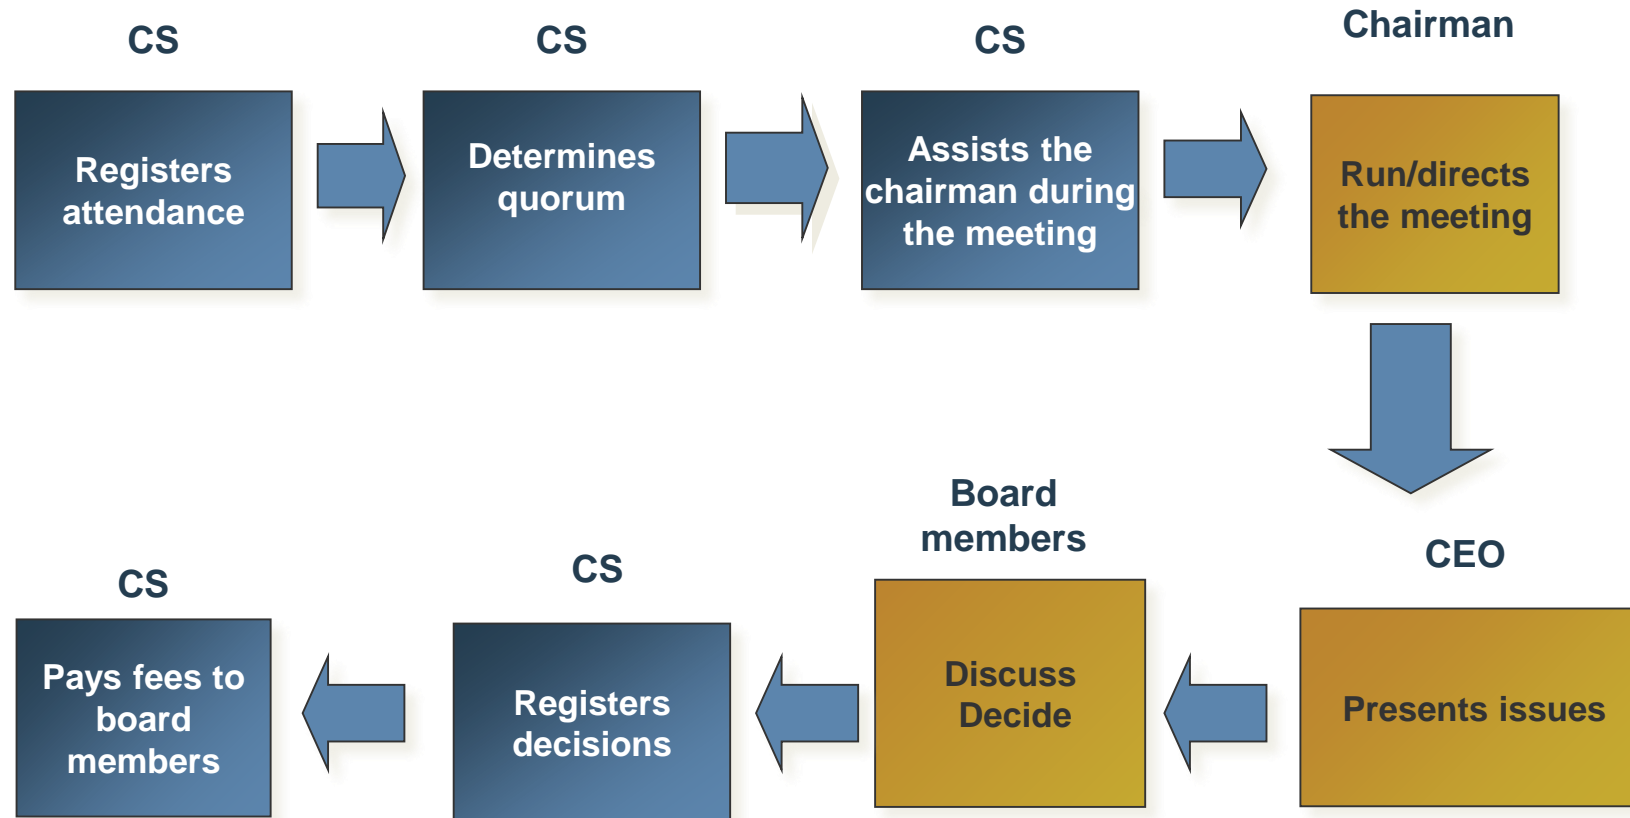 CS
Registers
attendance
CS
Determines
quorum
CS
Assists the
chairman during
the meeting
Chairman
Run/directs
the meeting
CEO
Presents issues
Board
members
Discuss
Decide
CS
Registers
decisions
CS
Pays fees to
board
members